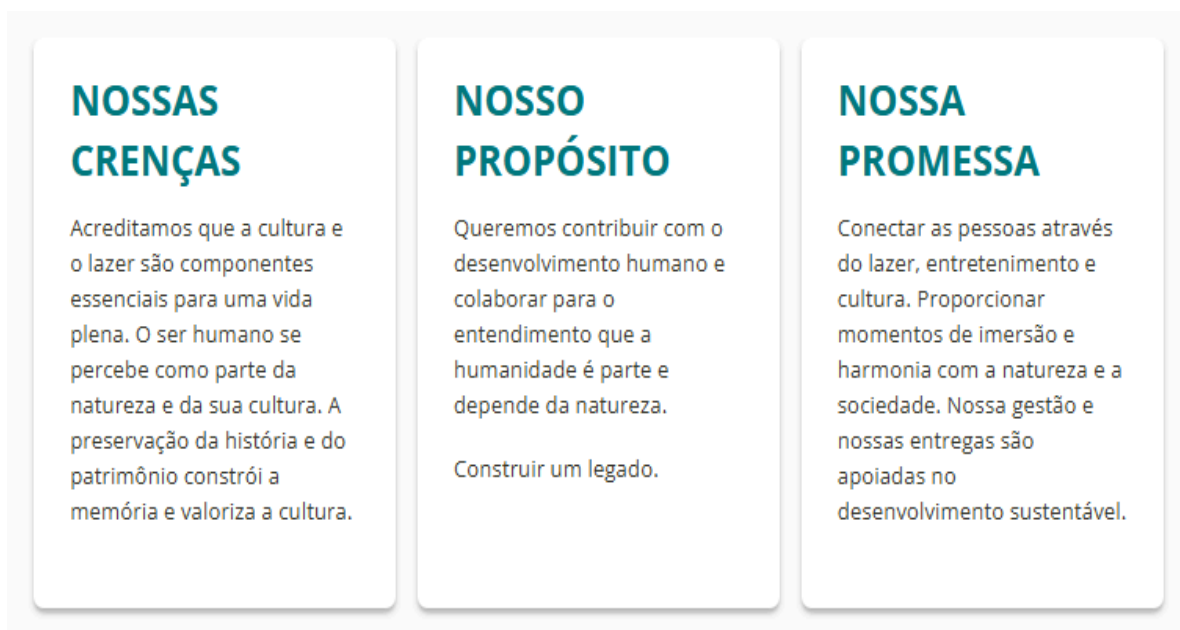 NOSSAS
CRENÇAS
Acreditamos que a cultura e
o lazer são componentes
essenciais para uma vida
plena. O ser humano se
percebe como parte da
natureza e da sua cultura. A
preservação da história e do
patrimônio constrói a
memória e valoriza a cultura.
NOSSO
PROPÓSITO
Queremos contribuir com o
desenvolvimento humano e
colaborar para o
entendimento que a
humanidade é parte e
depende da natureza.
Construir um legado.
NOSSA
PROMESSA
Conectar as pessoas através
do lazer, entretenimento e
cultura. Proporcionar
momentos de imersão e
harmonia com a natureza e a
sociedade. Nossa gestão e
nossas entregas são
apoiadas no
desenvolvimento sustentável.